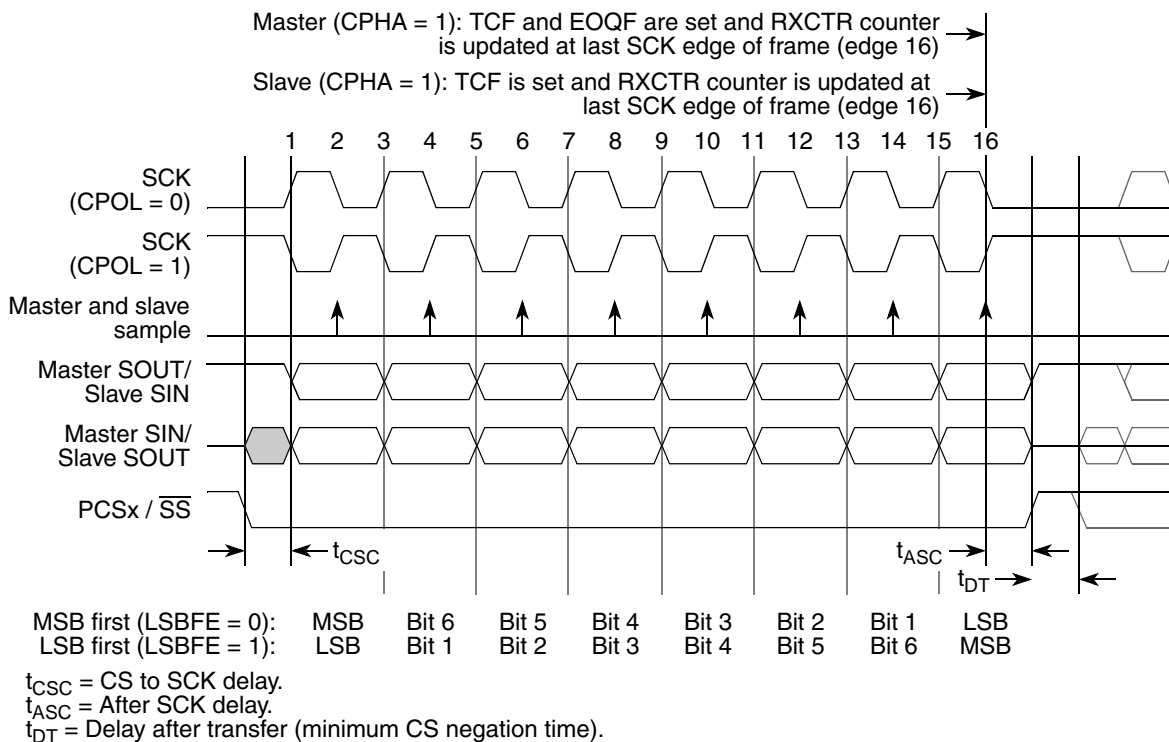 Master (CPHA = 1): TCF and EOQF are set and RXCTR counter
is updated at last SCK edge of frame (edge 16)
Slave (CPHA = 1): TCF is set and RXCTR counter is updated at
last SCK edge of frame (edge 16)
1 2 3 4 5 6 7 8 9 10 11 12 13 14 15 16
SCK
(CPOL = 0)
SCK
(CPOL = 1)
Master and slave
sample
Master SOUT/
Slave SIN
Master SIN/
Slave SOUT
PCSx / SS
tCSC
tASC
tDT
MSB first (LSBFE = 0): MSB Bit 6 Bit 5 Bit 4 Bit 3 Bit 2 Bit 1 LSB
LSB first (LSBFE = 1): LSB Bit 1 Bit 2 Bit 3 Bit 4 Bit 5 Bit 6 MSB
tCSC = CS to SCK delay.
tASC = After SCK delay.
tDT = Delay after transfer (minimum CS negation time).